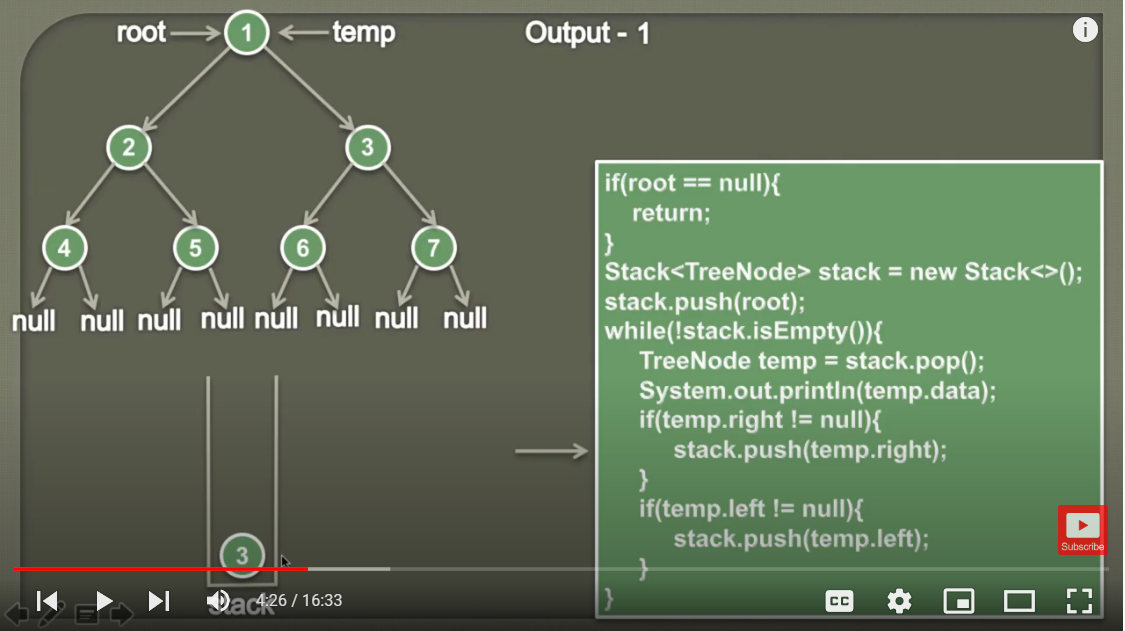 root 1 temp Output - 1
2 3
4 5 6 7
null null null null null null null null
if(root == null){
return;
}
Stack<TreeNode> stack = new Stack<>();
stack.push(root);
while(!stack.isEmpty()){
TreeNode temp = stack.pop();
System.out.println(temp.data);
if(temp.right != null){
stack.push(temp.right);
}
if(temp.left != null){
stack.push(temp.left);
}
}
3
stack
Subscribe
4:26 / 16:33
CC